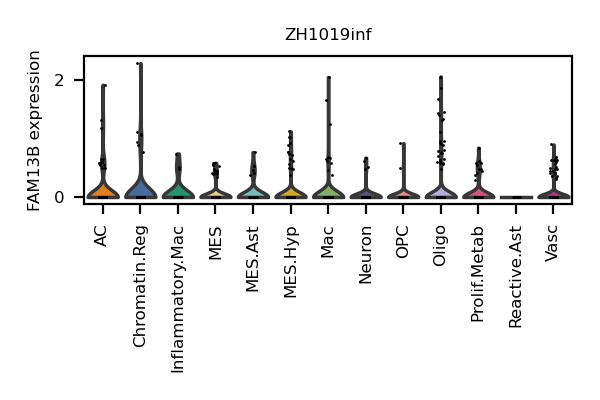 ZH1019inf
FAM13B expression
2
0
AC
Chromatin.Reg
Inflammatory.Mac
MES
MES.Ast
MES.Hyp
Mac
Neuron
OPC
Oligo
Prolif.Metab
Reactive.Ast
Vasc